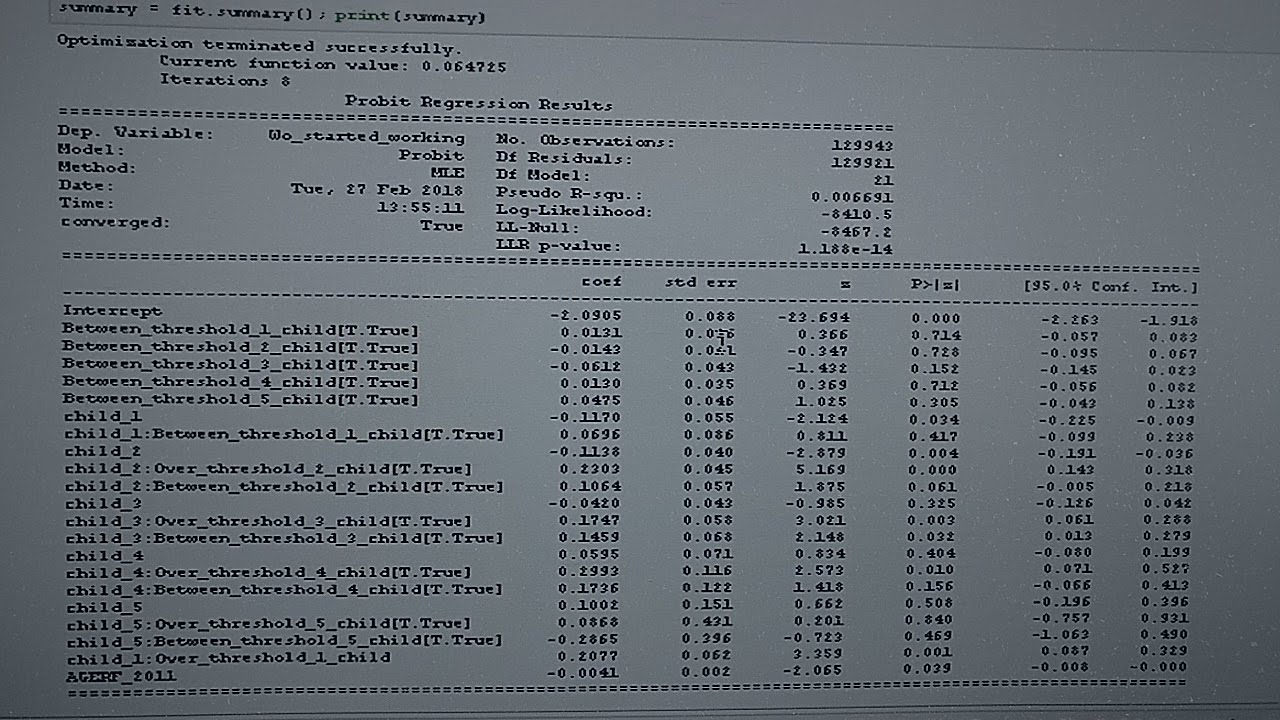 summary = fit.summary(); print(summary)
Optimization terminated successfully.
Current function value: 0.064725
Iterations 8
Probit Regression Results
Dep. Variable: Wo_started_working No. Observations: 129943
Model: Probit Df Residuals: 129921
Method: MLE Df Model: 21
Date: Tue, 27 Feb 2018 Pseudo R-squ.: 0.006691
Time: 13:55:11 Log-Likelihood: -8410.5
converged: True LL-Null: -8467.2
LLR p-value: 1.188e-14
coef std err z P>|z| [95.0% Conf. Int.]
Intercept -2.0905 0.088 -23.694 0.000 -2.263 -1.918
Between_threshold_1_child[T.True] 0.0131 0.366 0.714 -0.057 0.083
Between_threshold_2_child[T.True] -0.0143 0.041 -0.347 0.728 -0.095 0.067
Between_threshold_3_child[T.True] -0.0612 0.043 -1.432 0.152 -0.145 0.023
Between_threshold_4_child[T.True] 0.0130 0.035 0.369 0.712 -0.056 0.082
Between_threshold_5_child[T.True] 0.0475 0.046 1.025 0.305 -0.043 0.138
child_1 -0.1170 0.055 -2.124 0.034 -0.225 -0.009
child_1:Between_threshold_1_child[T.True] 0.0696 0.086 0.811 0.417 -0.099 0.238
child_2 -0.1138 0.040 -2.879 0.004 -0.191 -0.036
child_2:Over_threshold_2_child[T.True] 0.2303 0.045 5.169 0.000 0.143 0.318
child_2:Between_threshold_2_child[T.True] 0.1064 0.057 1.875 0.061 -0.005 0.218
child_3 -0.0420 0.043 -0.985 0.325 -0.126 0.042
child_3:Over_threshold_3_child[T.True] 0.1747 0.058 3.021 0.003 0.061 0.288
child_3:Between_threshold_3_child[T.True] 0.1459 0.068 2.148 0.032 0.013 0.279
child_4 0.0595 0.071 0.834 0.404 -0.080 0.199
child_4:Over_threshold_4_child[T.True] 0.2993 0.116 2.573 0.010 0.071 0.527
child_4:Between_threshold_4_child[T.True] 0.1736 0.122 1.418 0.156 -0.066 0.413
child_5 0.1002 0.151 0.662 0.508 -0.196 0.396
child_5:Over_threshold_5_child[T.True] 0.0868 0.431 0.201 0.840 -0.757 0.931
child_5:Between_threshold_5_child[T.True] -0.2865 0.396 -0.723 0.469 -1.063 0.490
child_1:Over_threshold_1_child 0.2077 0.062 3.359 0.001 0.087 0.329
AGERF_2011 -0.0041 0.002 -2.065 0.039 -0.008 -0.000